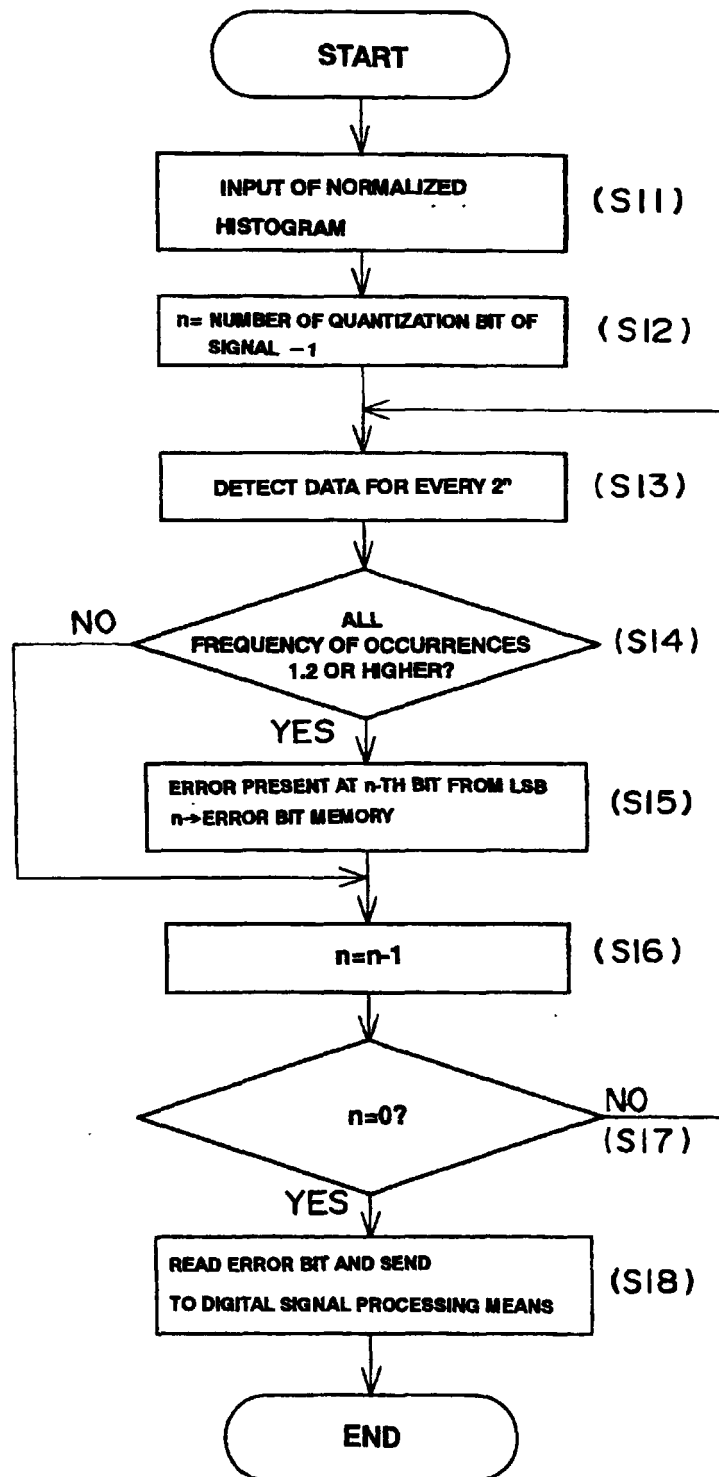 START
INPUT OF NORMALIZED
HISTOGRAM
(S11)
n= NUMBER OF QUANTIZATION BIT OF
SIGNAL −1
(S12)
DETECT DATA FOR EVERY 2ⁿ
(S13)
NO
ALL
FREQUENCY OF OCCURRENCES
1.2 OR HIGHER?
(S14)
YES
ERROR PRESENT AT n-TH BIT FROM LSB
n→ERROR BIT MEMORY
(S15)
n=n-1
(S16)
n=0?
NO
(S17)
YES
READ ERROR BIT AND SEND
TO DIGITAL SIGNAL PROCESSING MEANS
(S18)
END